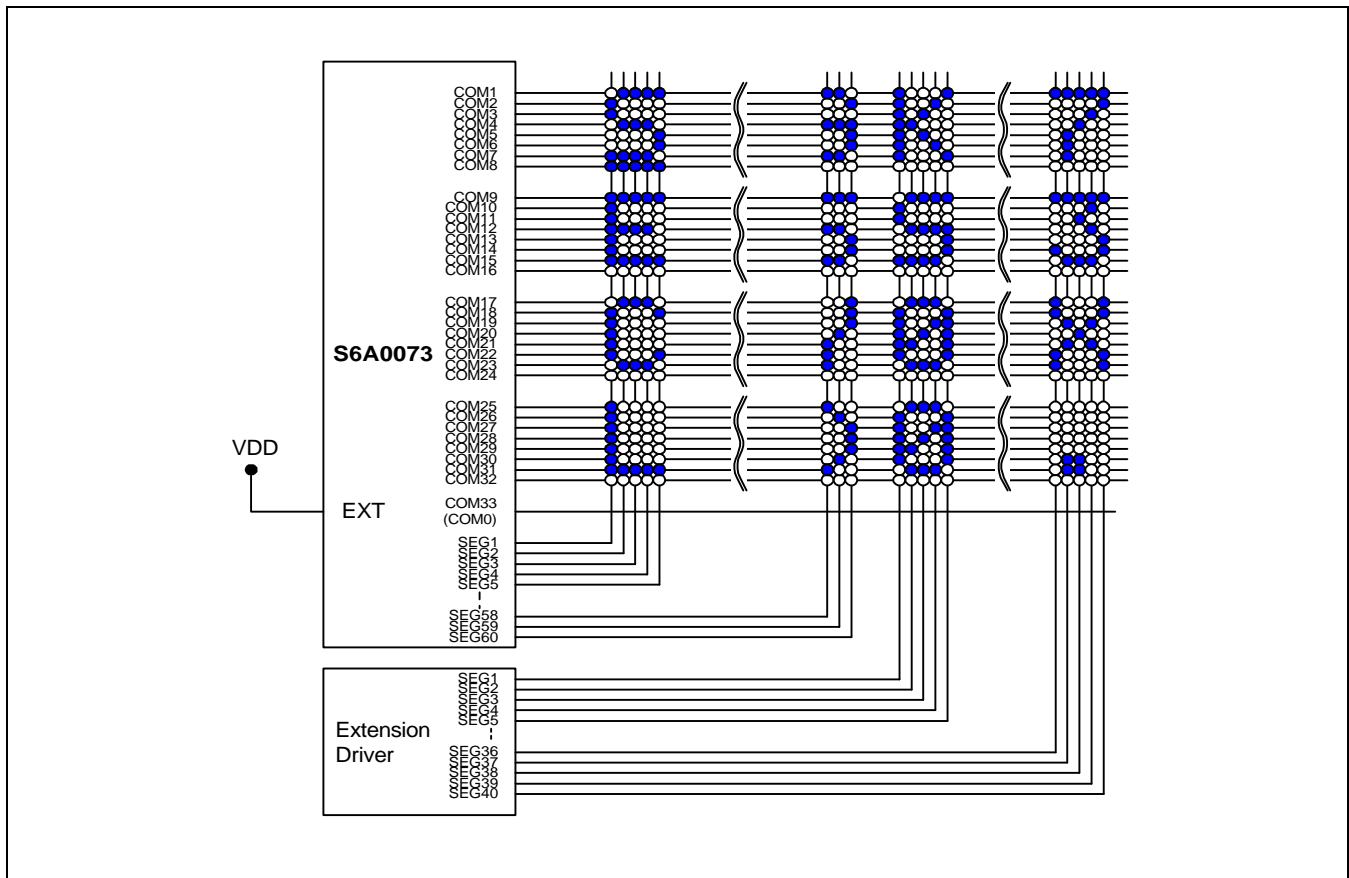 COM1
COM2
COM3
COM4
COM5
COM6
COM7
COM8
COM9
COM10
COM11
COM12
COM13
COM14
COM15
COM16
COM17
COM18
COM19
COM20
COM21
COM22
COM23
COM24
S6A0073
COM25
COM26
COM27
COM28
COM29
COM30
COM31
COM32
VDD
EXT
COM33
(COM0)
SEG1
SEG2
SEG3
SEG4
SEG5
SEG58
SEG59
SEG60
SEG1
SEG2
SEG3
SEG4
SEG5
Extension
Driver
SEG36
SEG37
SEG38
SEG39
SEG40